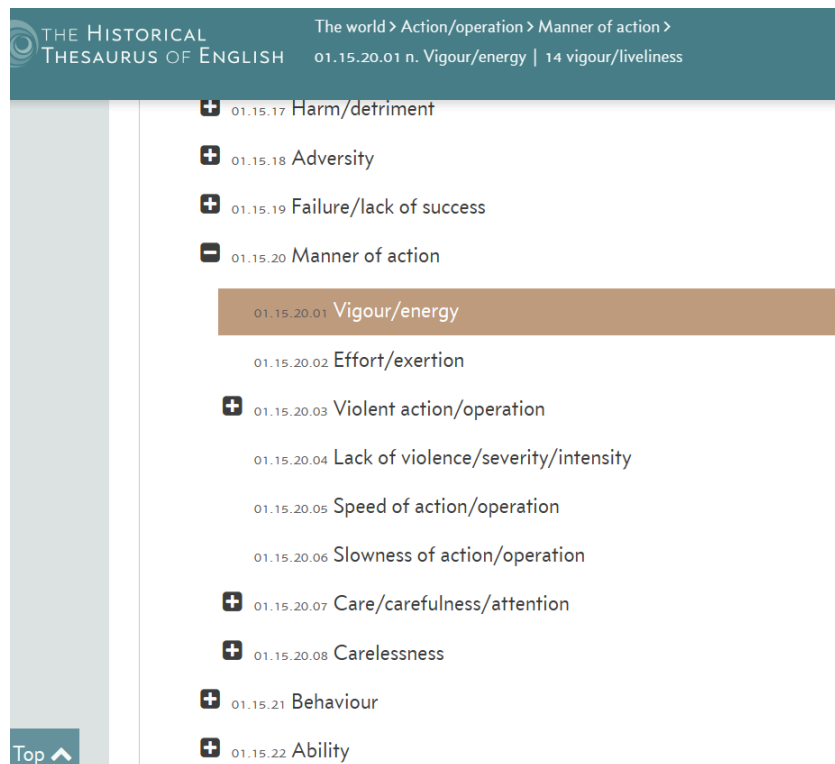 THE HISTORICAL
THESAURUS OF ENGLISH
The world > Action/operation > Manner of action >
01.15.20.01 n. Vigour/energy | 14 vigour/liveliness
01.15.17 Harm/detriment
01.15.18 Adversity
01.15.19 Failure/lack of success
01.15.20 Manner of action
01.15.20.01 Vigour/energy
01.15.20.02 Effort/exertion
01.15.20.03 Violent action/operation
01.15.20.04 Lack of violence/severity/intensity
01.15.20.05 Speed of action/operation
01.15.20.06 Slowness of action/operation
01.15.20.07 Care/carefulness/attention
01.15.20.08 Carelessness
01.15.21 Behaviour
01.15.22 Ability
Top